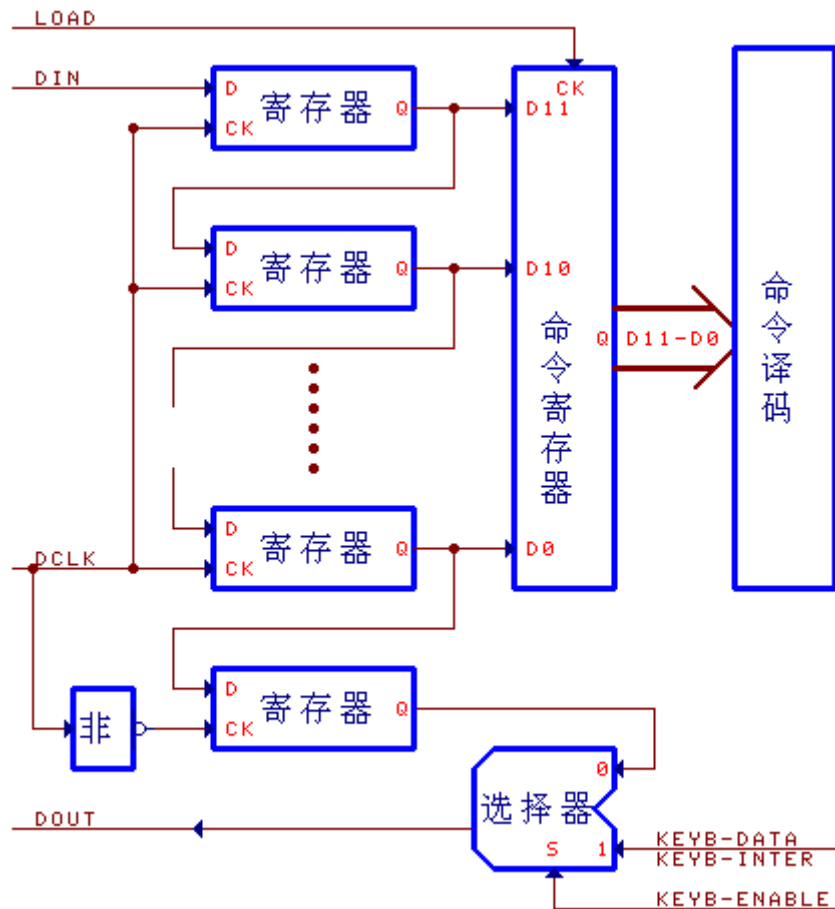 LOAD
DIN
D
CK
寄存器
Q
CK
D11
D
CK
寄存器
Q
D10
命令寄存器
Q
D11-D0
命令译码
D
CK
寄存器
Q
D0
DCLK
D
CK
寄存器
Q
非
0
选择器
S
1
DOUT
KEYB-DATA
KEYB-INTER
KEYB-ENABLE